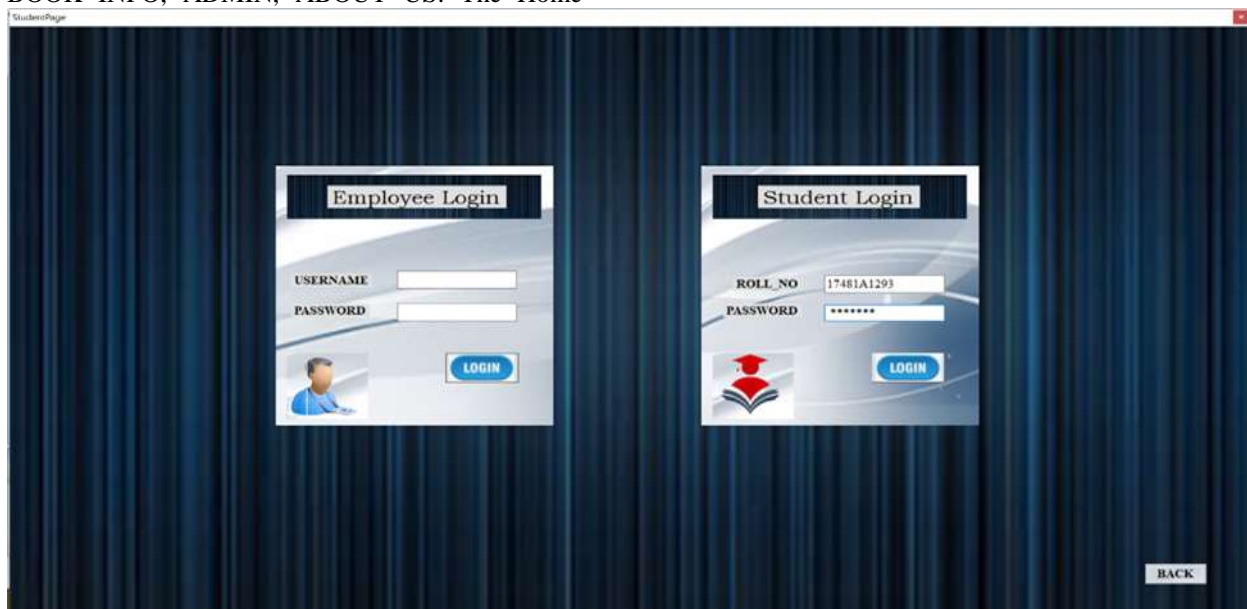 BOOK INFO, ADMIN, ABOUT US. The Home
StudentPage
Employee Login
USERNAME
PASSWORD
LOGIN
Student Login
ROLL_NO 17481A1293
PASSWORD *******
LOGIN
BACK